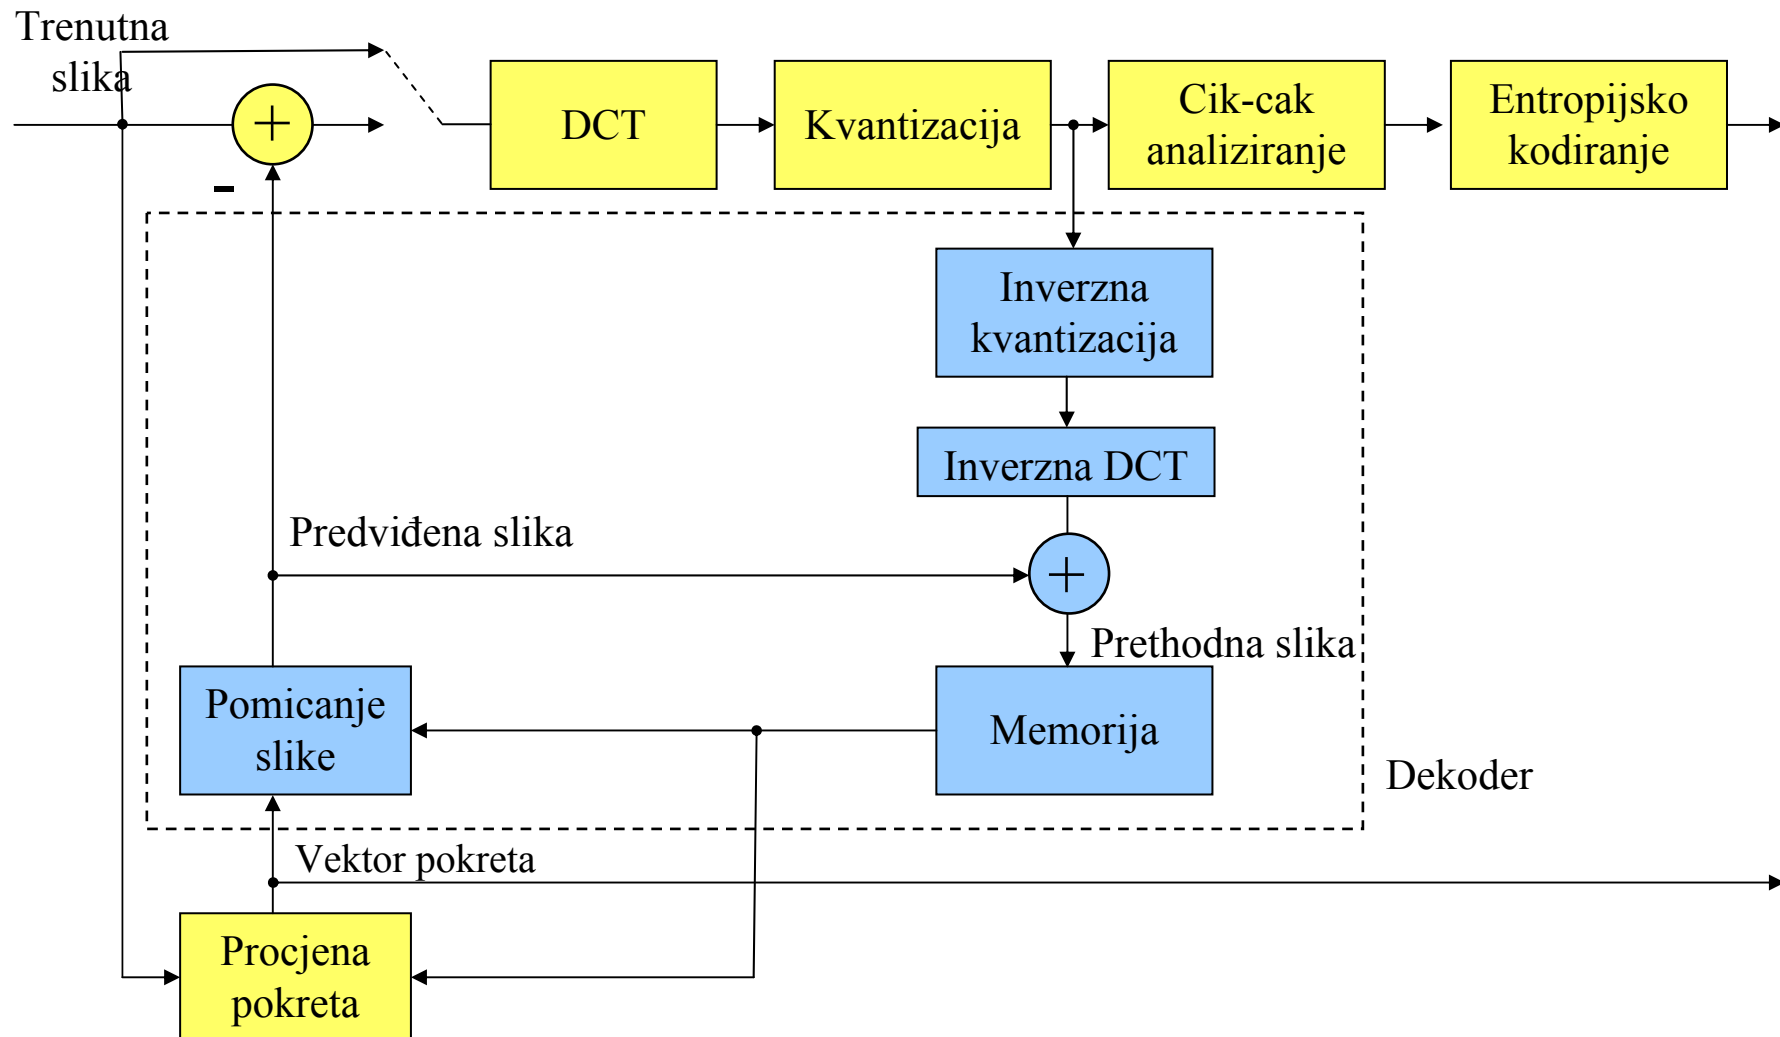 Trenutna
slika
+
-
DCT
Kvantizacija
Cik-cak
analiziranje
Entropijsko
kodiranje
Inverzna
kvantizacija
Inverzna DCT
Predviđena slika
+
Prethodna slika
Pomicanje
slike
Memorija
Dekoder
Vektor pokreta
Procjena
pokreta